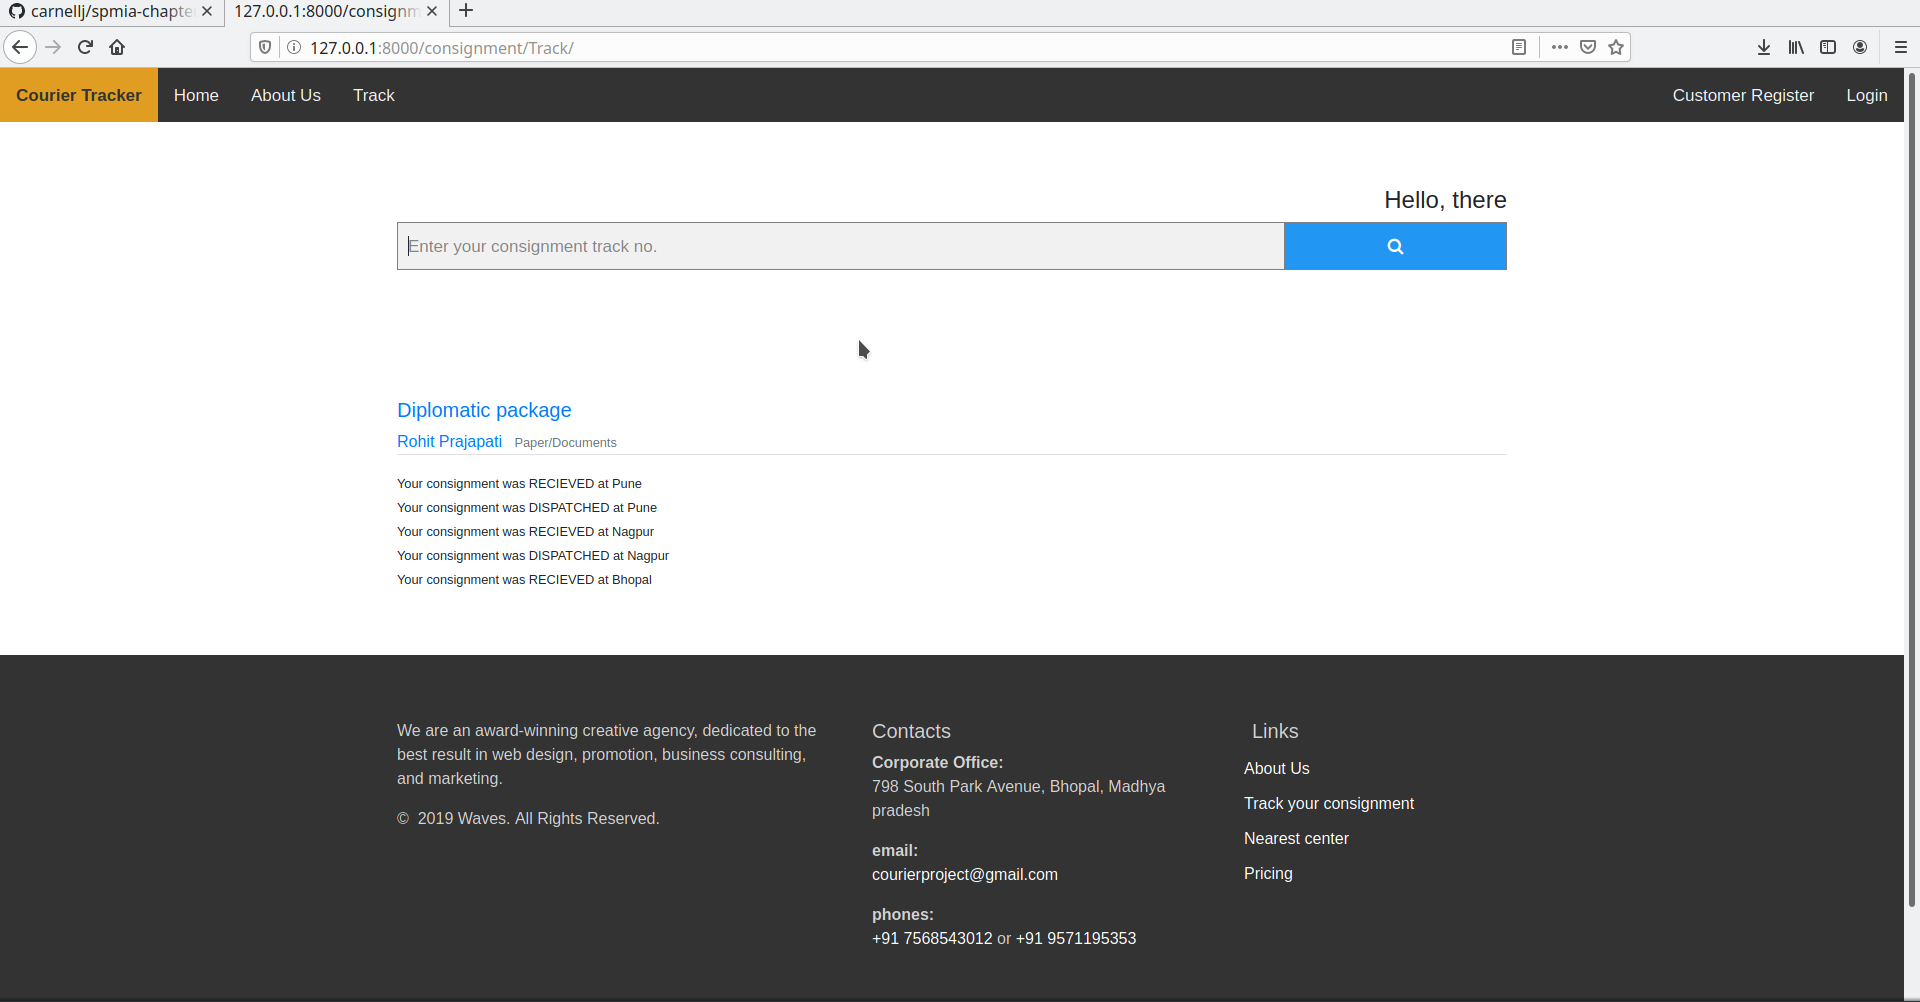 carnellj/spmia-chapte
127.0.0.1:8000/consignm
127.0.0.1:8000/consignment/Track/
Courier Tracker Home About Us Track Customer Register Login
Hello, there
Enter your consignment track no.
Diplomatic package
Rohit Prajapati Paper/Documents
Your consignment was RECIEVED at Pune
Your consignment was DISPATCHED at Pune
Your consignment was RECIEVED at Nagpur
Your consignment was DISPATCHED at Nagpur
Your consignment was RECIEVED at Bhopal
We are an award-winning creative agency, dedicated to the
best result in web design, promotion, business consulting,
and marketing.
© 2019 Waves. All Rights Reserved.
Contacts
Corporate Office:
798 South Park Avenue, Bhopal, Madhya
pradesh
email:
courierproject@gmail.com
phones:
+91 7568543012 or +91 9571195353
Links
About Us
Track your consignment
Nearest center
Pricing